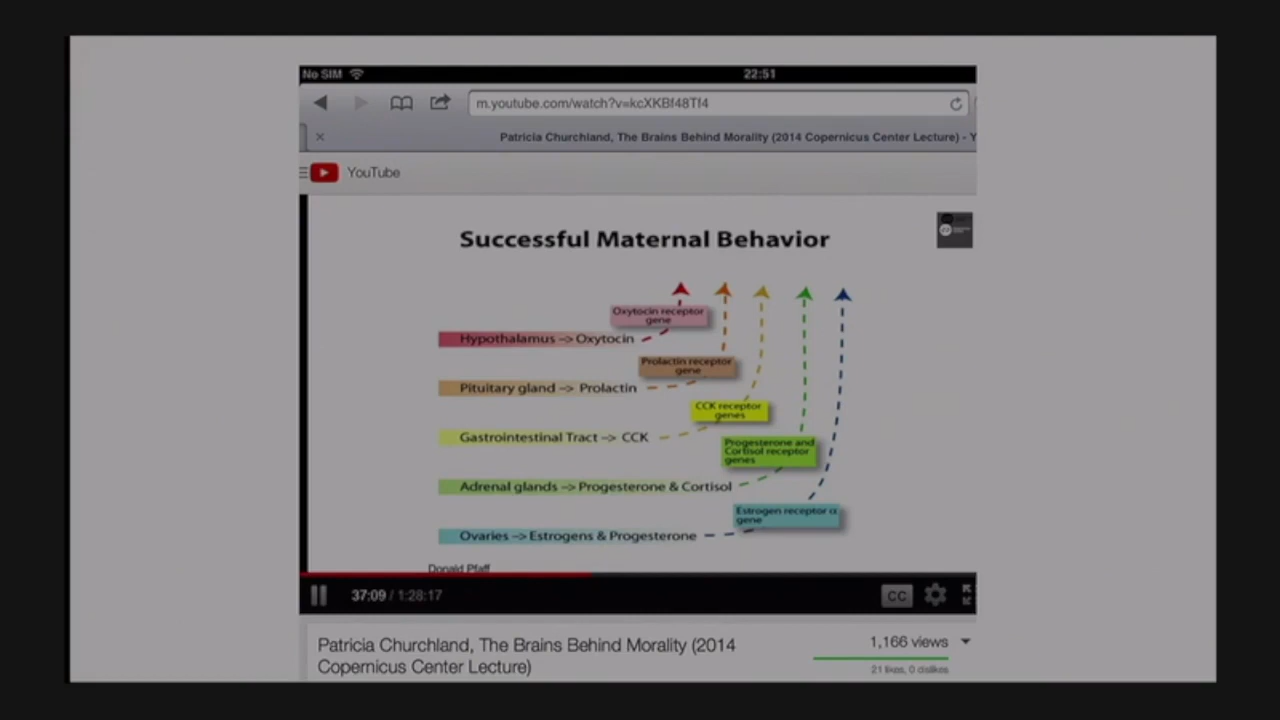 No SIM 22:51
m.youtube.com/watch?v=kcXKBf48Tf4
Patricia Churchland, The Brains Behind Morality (2014 Copernicus Center Lecture) - Y
YouTube
Successful Maternal Behavior
Oxytocin receptor
gene
Hypothalamus -> Oxytocin
Prolactin receptor
gene
Pituitary gland -> Prolactin
CCK receptor
genes
Gastrointestinal Tract -> CCK
Progesterone and
Cortisol receptor
genes
Adrenal glands -> Progesterone & Cortisol
Estrogen receptor α
gene
Ovaries -> Estrogens & Progesterone
Donald Pfaff
37:09 / 1:28:17 CC
Patricia Churchland, The Brains Behind Morality (2014
Copernicus Center Lecture)
1,166 views
21 likes, 0 dislikes